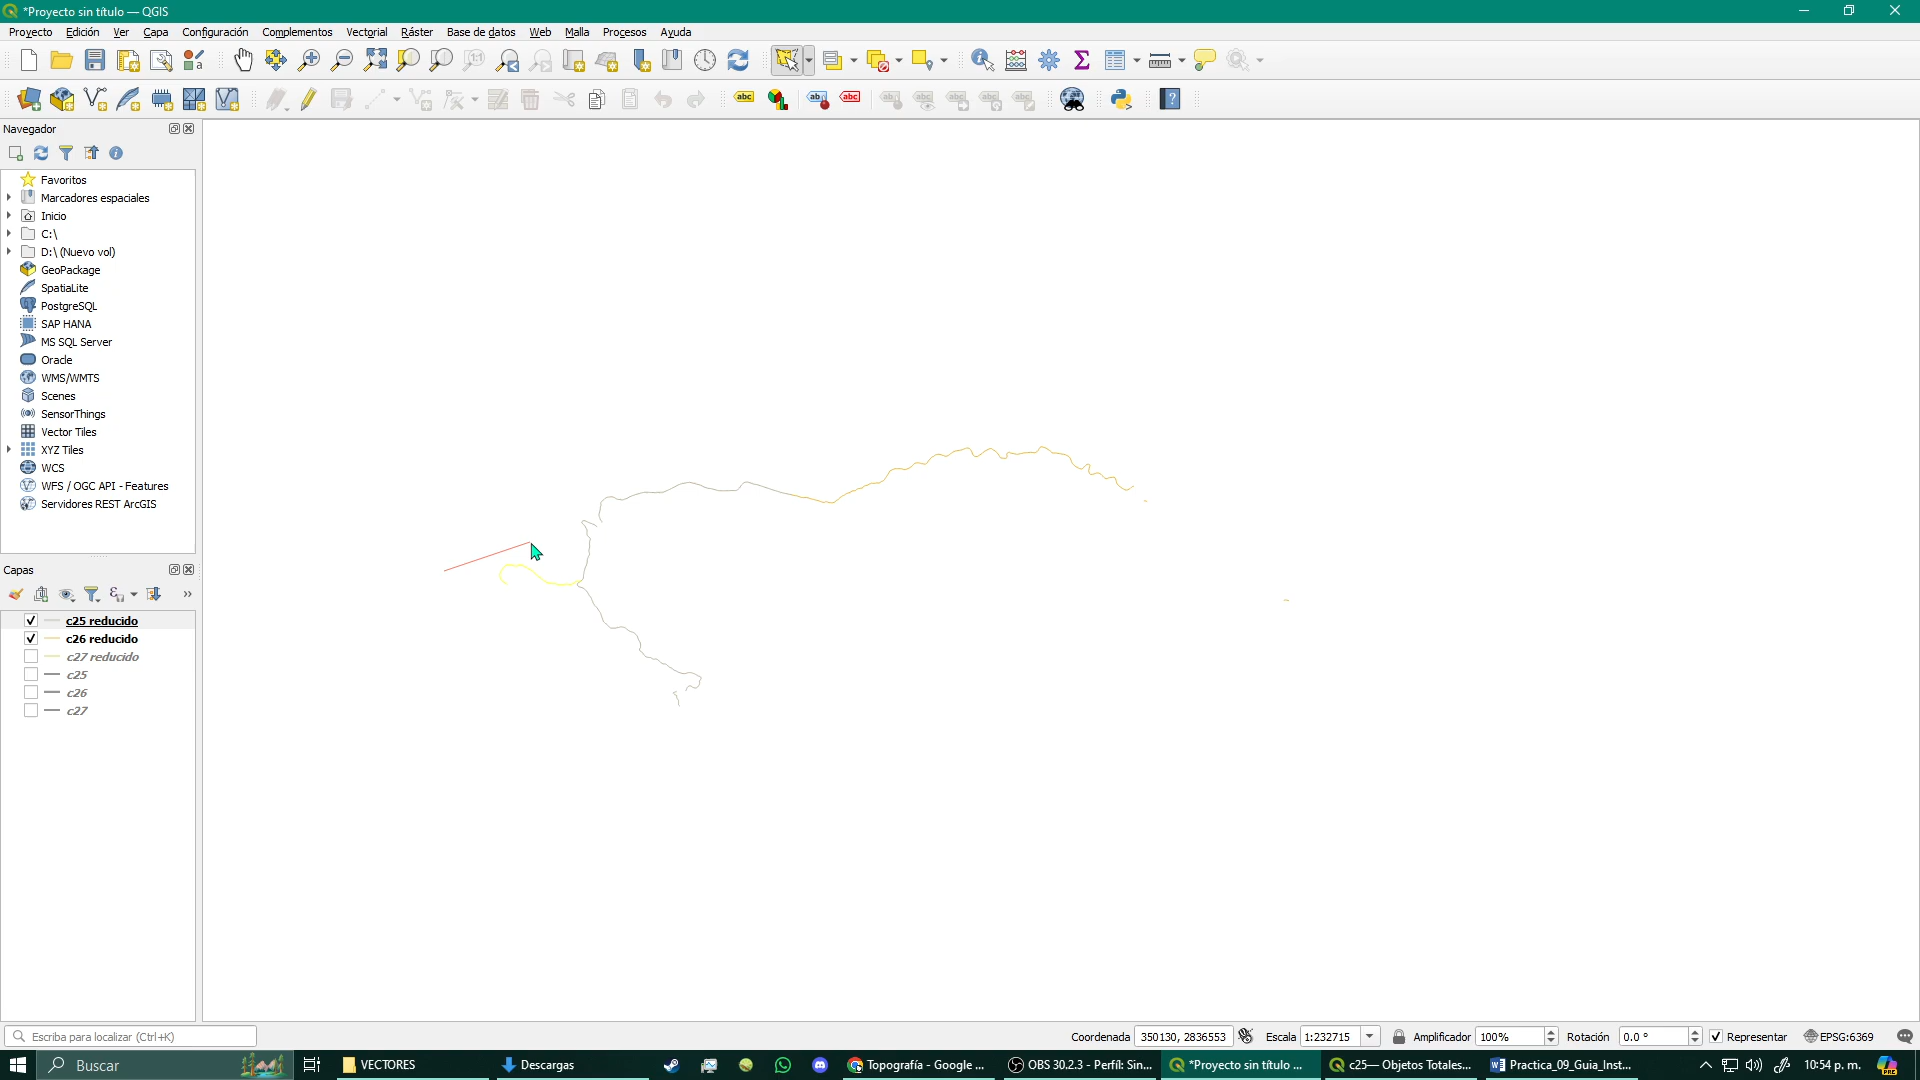 *Proyecto sin título — QGIS
Proyecto Edición Ver Capa Configuración Complementos Vectorial Ráster Base de datos Web Malla Procesos Ayuda
Navegador
Favoritos
Marcadores espaciales
Inicio
C:\
D:\ (Nuevo vol)
GeoPackage
SpatiaLite
PostgreSQL
SAP HANA
MS SQL Server
Oracle
WMS/WMTS
Scenes
SensorThings
Vector Tiles
XYZ Tiles
WCS
WFS / OGC API - Features
Servidores REST ArcGIS
Capas
c25 reducido
c26 reducido
c27 reducido
c25
c26
c27
Escriba para localizar (Ctrl+K)
Coordenada 350130, 2836553 Escala 1:232715 Amplificador 100% Rotación 0.0 ° Representar EPSG:6369
Buscar VECTORES Descargas Topografía - Google ... OBS 30.2.3 - Perfil: Sin... *Proyecto sin título ... c25— Objetos Totales... Practica_09_Guia_Inst... 10:54 p. m.